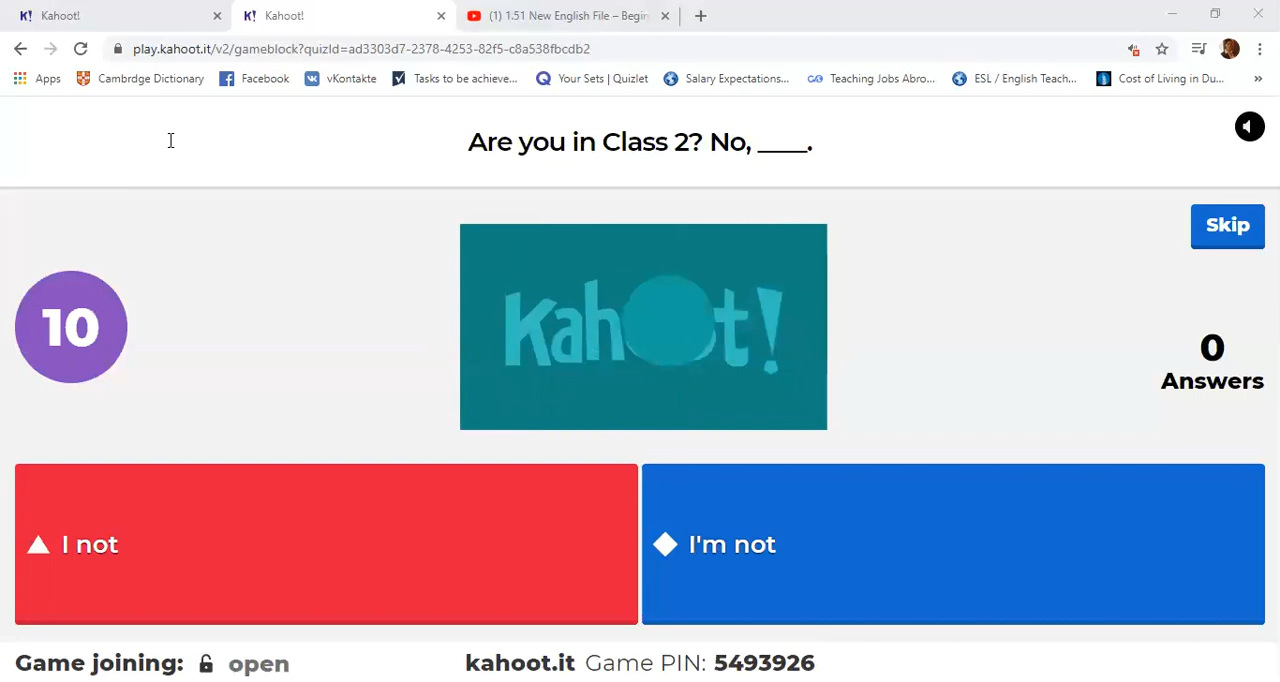 Kahoot!
Kahoot!
(1) 1.51 New English File – Begin
play.kahoot.it/v2/gameblock?quizId=ad3303d7-2378-4253-82f5-c8a538fbcdb2
Apps
Cambrdge Dictionary
Facebook
vKontakte
Tasks to be achieve...
Your Sets | Quizlet
Salary Expectations...
Teaching Jobs Abro...
ESL / English Teach...
Cost of Living in Du...
Are you in Class 2? No, ____.
Skip
10
Kahoot!
0
Answers
I not
I'm not
Game joining: open
kahoot.it Game PIN: 5493926